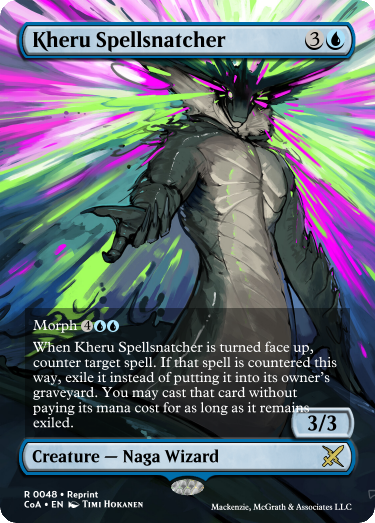 Kheru Spellsnatcher 3
Morph 4
When Kheru Spellsnatcher is turned face up,
counter target spell. If that spell is countered this
way, exile it instead of putting it into its owner's
graveyard. You may cast that card without
paying its mana cost for as long as it remains
exiled.
3/3
Creature — Naga Wizard
R 0048 • Reprint
CoA • EN Timi Hokanen
Mackenzie, McGrath & Associates LLC